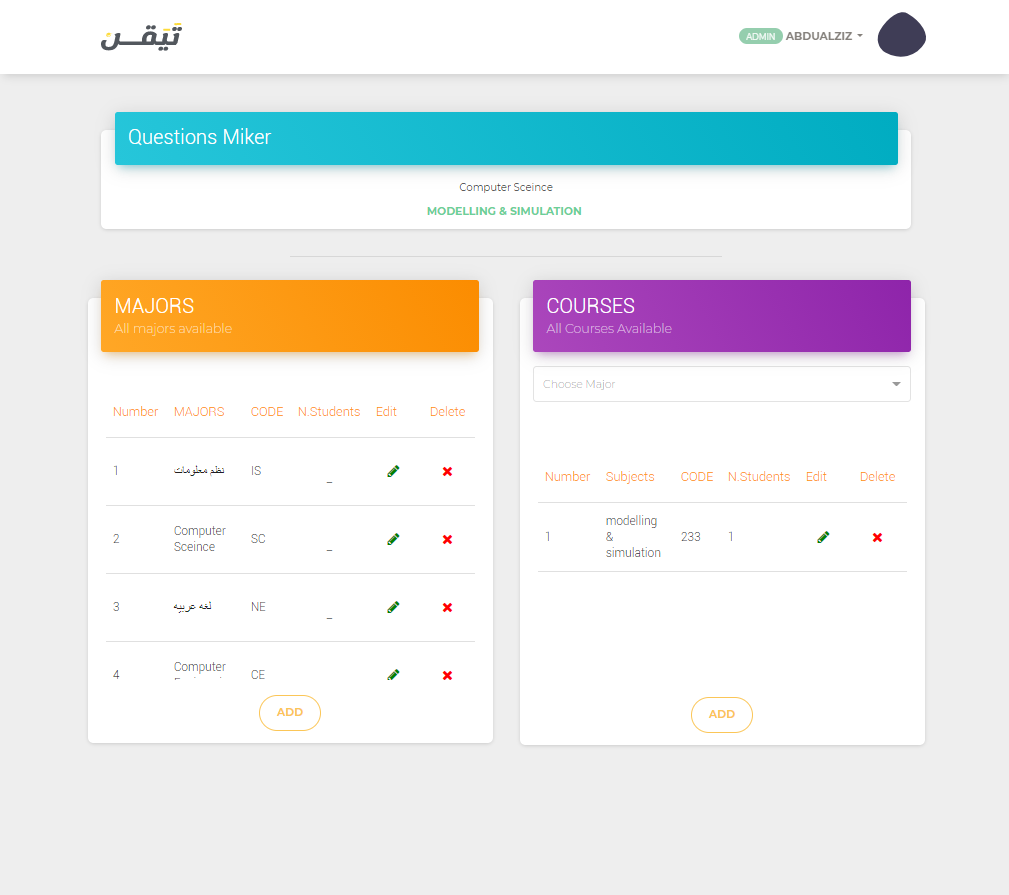 تيقن
ADMIN ABDUALZIZ
Questions Miker
Computer Sceince
MODELLING & SIMULATION
MAJORS
All majors available
Number MAJORS CODE N.Students Edit Delete
1 نظم معلومات IS _
2 Computer Sceince SC _
3 لغه عربيه NE _
4 Computer CE
ADD
COURSES
All Courses Available
Choose Major
Number Subjects CODE N.Students Edit Delete
1 modelling & simulation 233 1
ADD